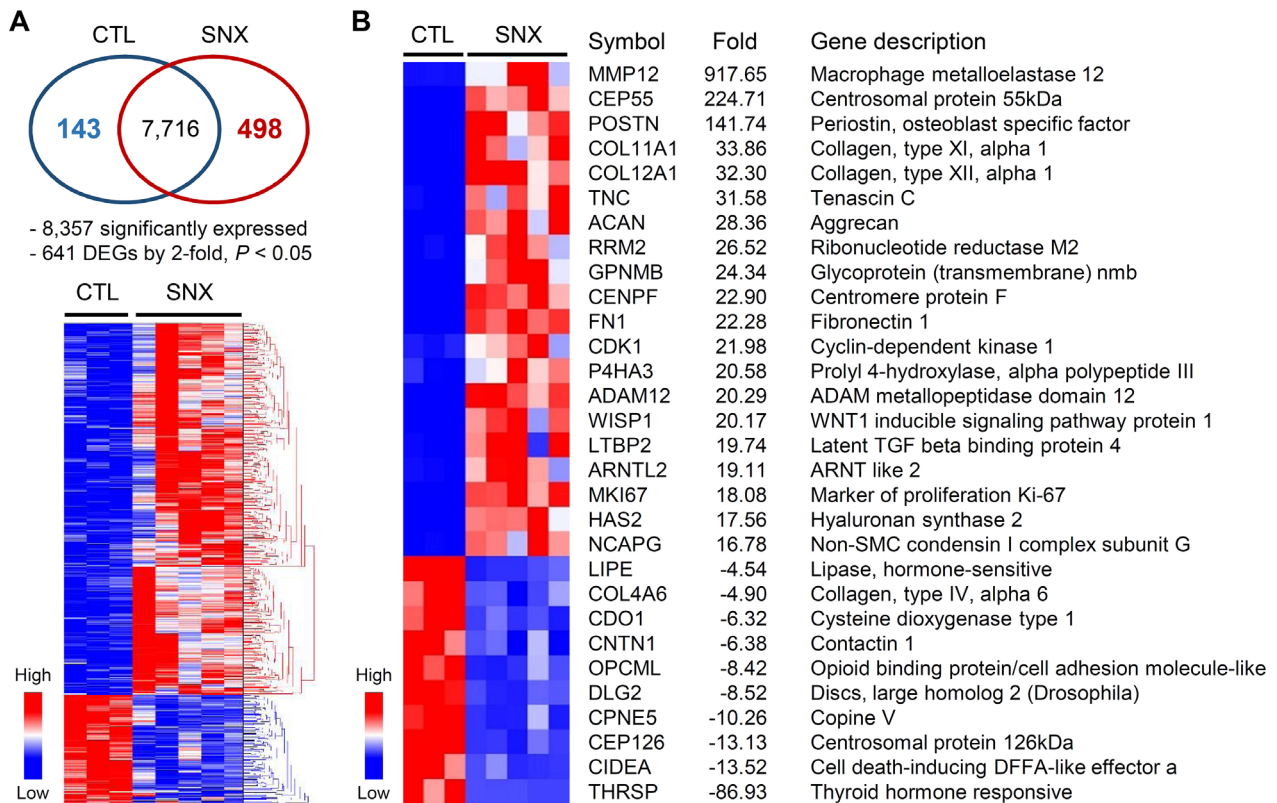 A
CTL SNX
143 7,716 498
- 8,357 significantly expressed
- 641 DEGs by 2-fold, P < 0.05
CTL SNX
High
Low
B
CTL SNX Symbol Fold Gene description
MMP12 917.65 Macrophage metalloelastase 12
CEP55 224.71 Centrosomal protein 55kDa
POSTN 141.74 Periostin, osteoblast specific factor
COL11A1 33.86 Collagen, type XI, alpha 1
COL12A1 32.30 Collagen, type XII, alpha 1
TNC 31.58 Tenascin C
ACAN 28.36 Aggrecan
RRM2 26.52 Ribonucleotide reductase M2
GPNMB 24.34 Glycoprotein (transmembrane) nmb
CENPF 22.90 Centromere protein F
FN1 22.28 Fibronectin 1
CDK1 21.98 Cyclin-dependent kinase 1
P4HA3 20.58 Prolyl 4-hydroxylase, alpha polypeptide III
ADAM12 20.29 ADAM metallopeptidase domain 12
WISP1 20.17 WNT1 inducible signaling pathway protein 1
LTBP2 19.74 Latent TGF beta binding protein 4
ARNTL2 19.11 ARNT like 2
MKI67 18.08 Marker of proliferation Ki-67
HAS2 17.56 Hyaluronan synthase 2
NCAPG 16.78 Non-SMC condensin I complex subunit G
LIPE -4.54 Lipase, hormone-sensitive
COL4A6 -4.90 Collagen, type IV, alpha 6
CDO1 -6.32 Cysteine dioxygenase type 1
CNTN1 -6.38 Contactin 1
OPCML -8.42 Opioid binding protein/cell adhesion molecule-like
DLG2 -8.52 Discs, large homolog 2 (Drosophila)
CPNE5 -10.26 Copine V
CEP126 -13.13 Centrosomal protein 126kDa
CIDEA -13.52 Cell death-inducing DFFA-like effector a
THRSP -86.93 Thyroid hormone responsive
High
Low